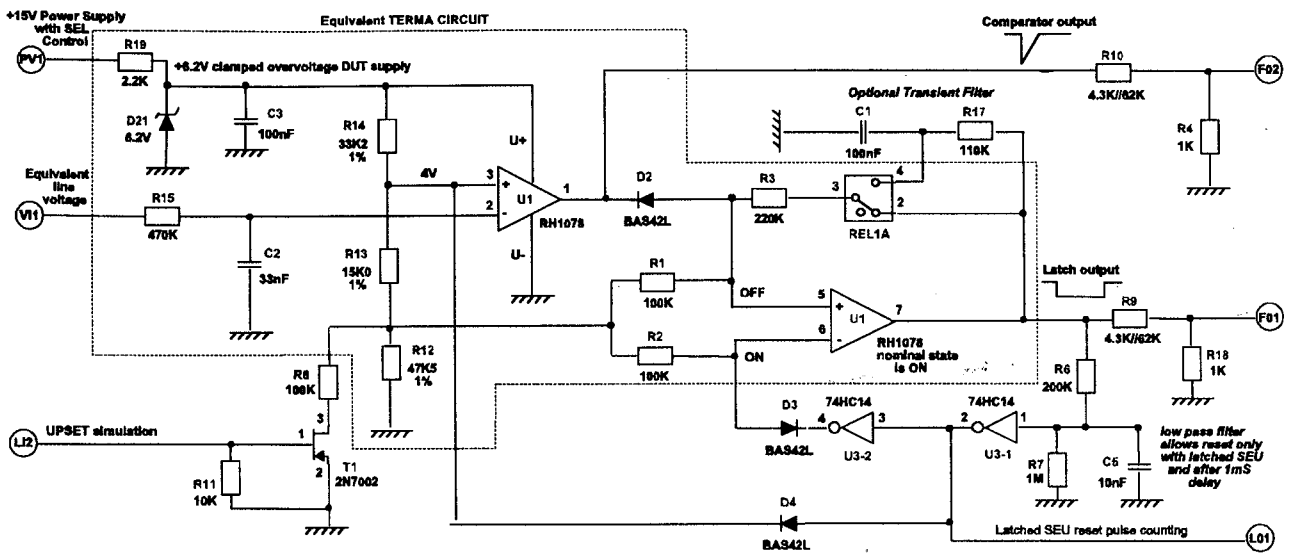 +15V Power Supply
with SEL
Control
Equivalent TERMA CIRCUIT
Comparator output
PV1
R19
2.2K
+6.2V clamped overvoltage DUT supply
R10
4.3K//62K
F02
D21
6.2V
C3
100nF
R14
33K2
1%
U+
Optional Transient Filter
C1
100nF
R17
110K
R4
1K
Equivalent
line
voltage
VI1
R15
470K
4V
3
+
2
-
U1
1
RH1078
U-
D2
BAS42L
R3
220K
3
4
2
REL1A
C2
33nF
R13
15K0
1%
R1
100K
OFF
R2
100K
ON
5
+
6
-
U1
7
RH1078
nominal state
is ON
Latch output
R9
4.3K//62K
F01
R18
1K
R12
47K5
1%
R8
100K
R6
200K
LI2
UPSET simulation
3
1
2
T1
2N7002
R11
10K
D3
BAS42L
74HC14
4
3
U3-2
74HC14
2
1
U3-1
R7
1M
C5
10nF
low pass filter
allows reset only
with latched SEU
and after 1mS
delay
D4
BAS42L
Latched SEU reset pulse counting
L01